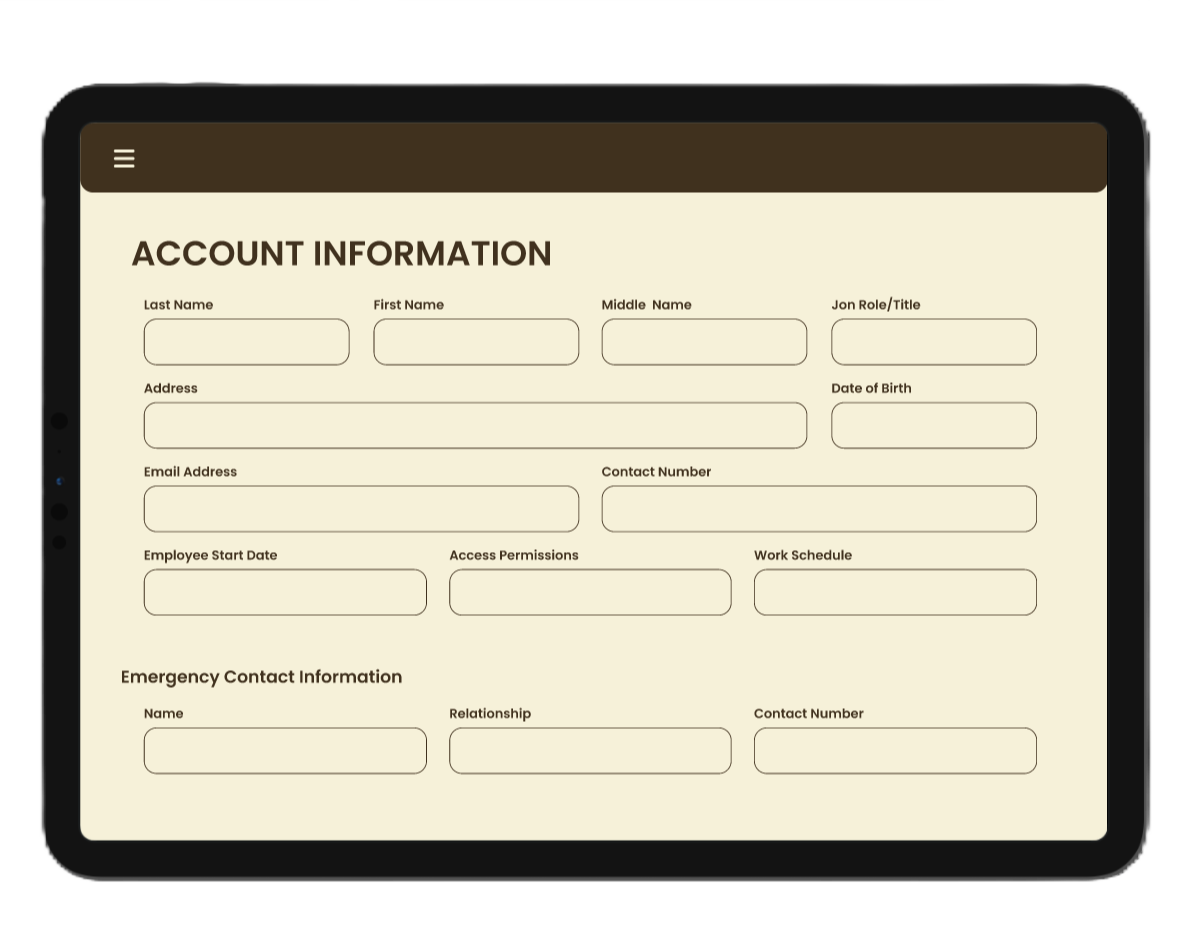 ACCOUNT INFORMATION
Last Name First Name Middle Name Jon Role/Title
Address Date of Birth
Email Address Contact Number
Employee Start Date Access Permissions Work Schedule
Emergency Contact Information
Name Relationship Contact Number